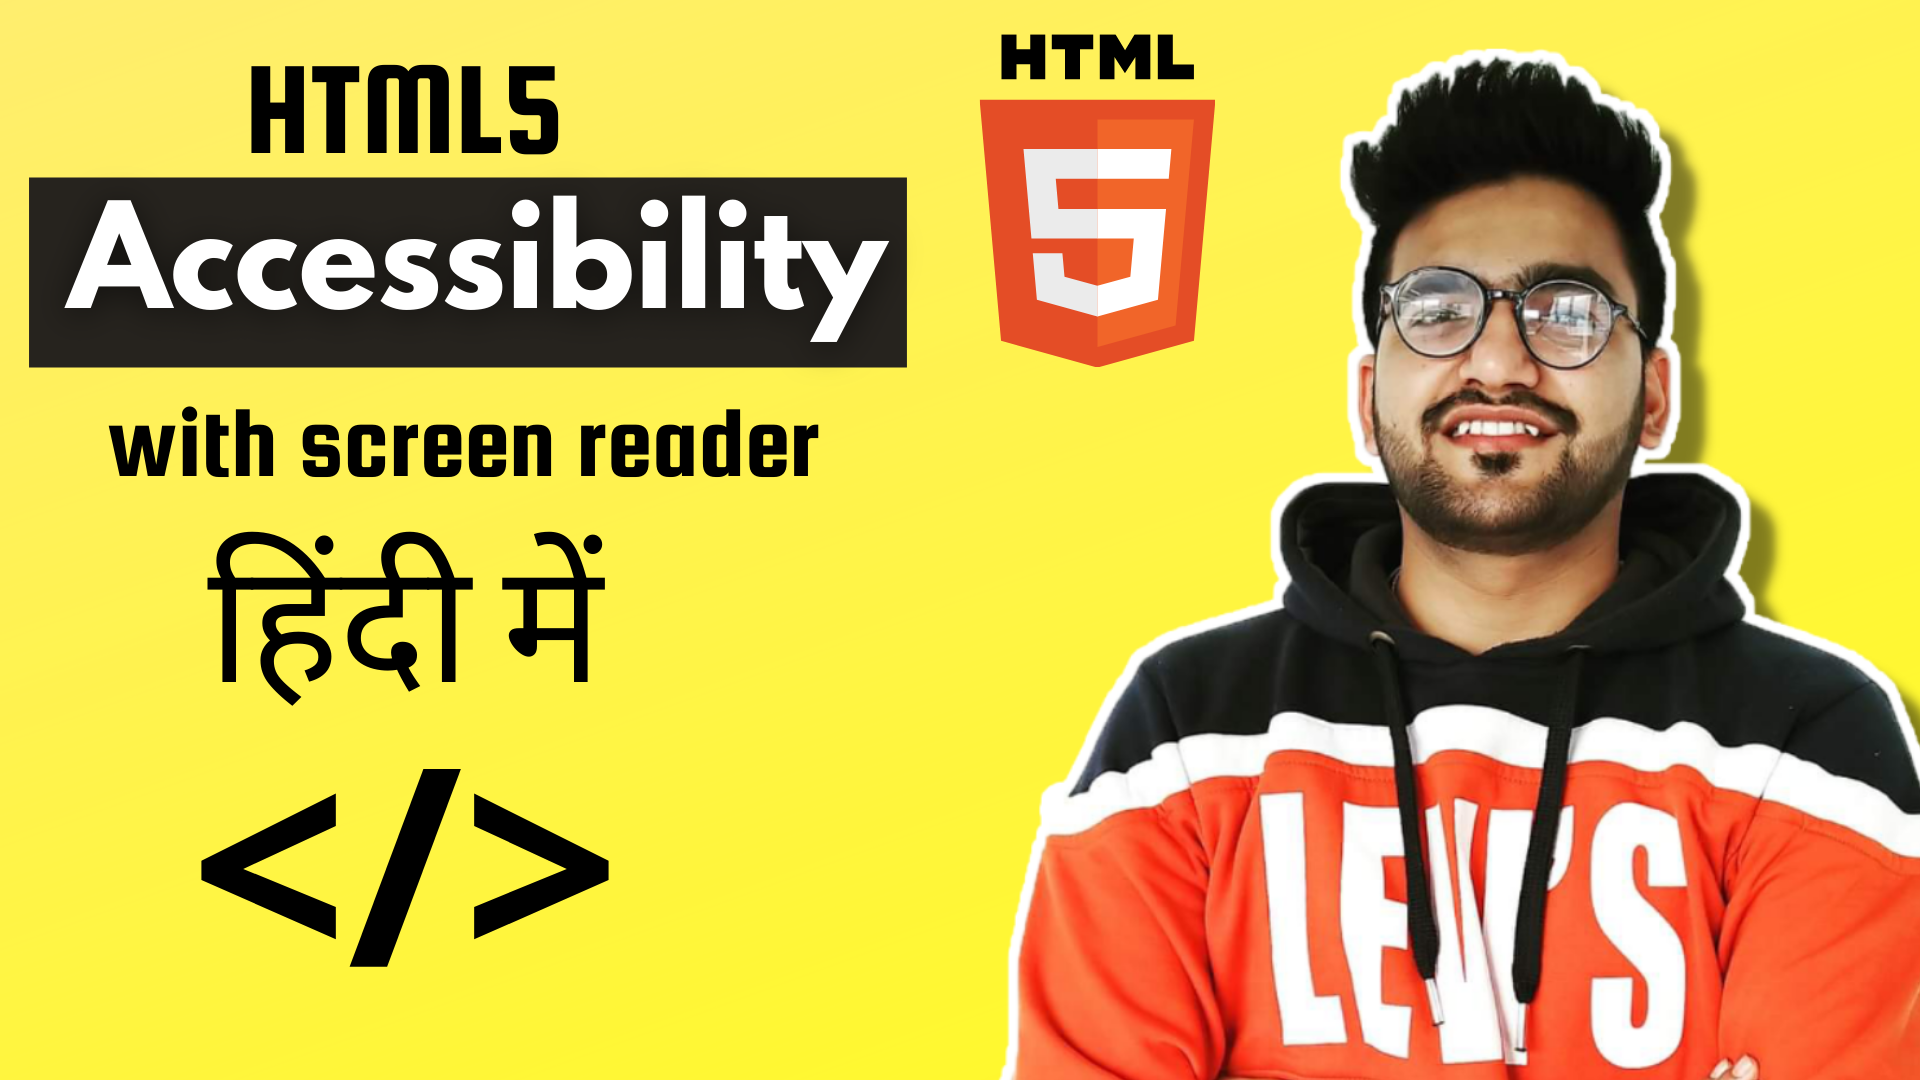 HTML5
Accessibility
with screen reader
हिंदी में
</>
HTML
5
LEVI'S